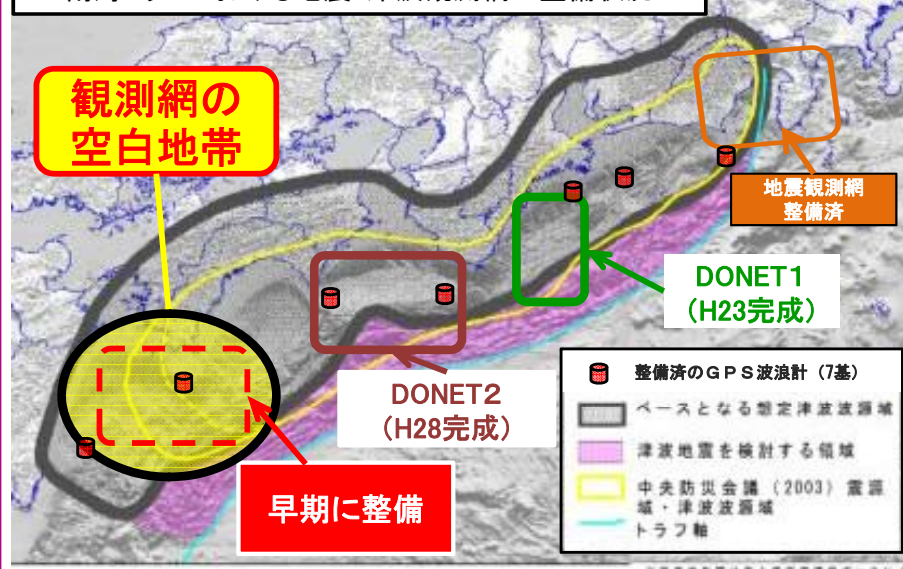 観測網の
空白地帯
地震観測網
整備済
DONET1
(H23完成)
DONET2
(H28完成)
早期に整備
整備済のGPS波浪計 (7基)
ベースとなる想定津波波源域
津波地震を検討する領域
中央防災会議 (2003) 震源
域・津波波源域
トラフ軸